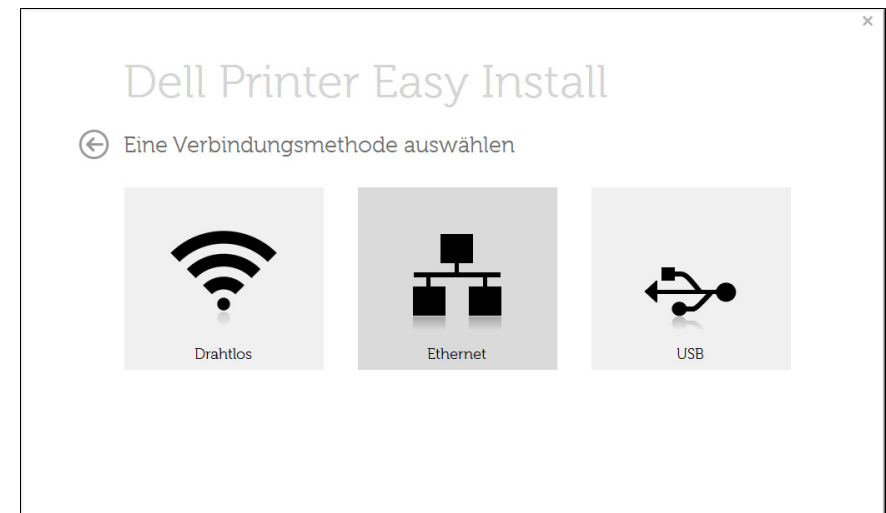 Dell Printer Easy Install
Eine Verbindungsmethode auswählen
Drahtlos
Ethernet
USB